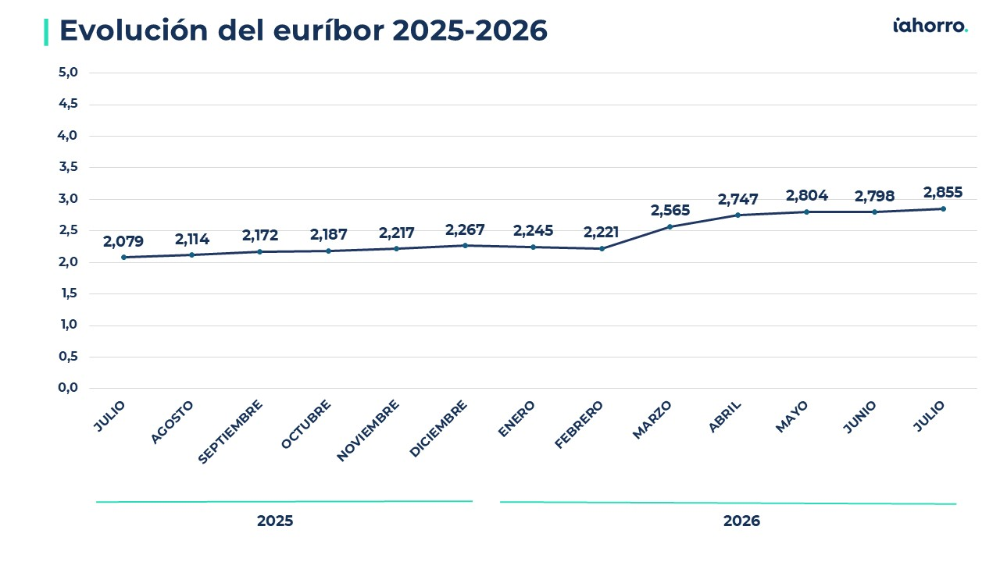 Evolución del euríbor 2025-2026
iahorro.
5,0
4,5
4,0
3,5
3,0
2,5
2,0
1,5
1,0
0,5
0,0
2,079
2,114
2,172
2,187
2,217
2,267
2,245
2,221
2,565
2,747
2,804
2,798
2,855
JULIO
AGOSTO
SEPTIEMBRE
OCTUBRE
NOVIEMBRE
DICIEMBRE
ENERO
FEBRERO
MARZO
ABRIL
MAYO
JUNIO
JULIO
2025
2026